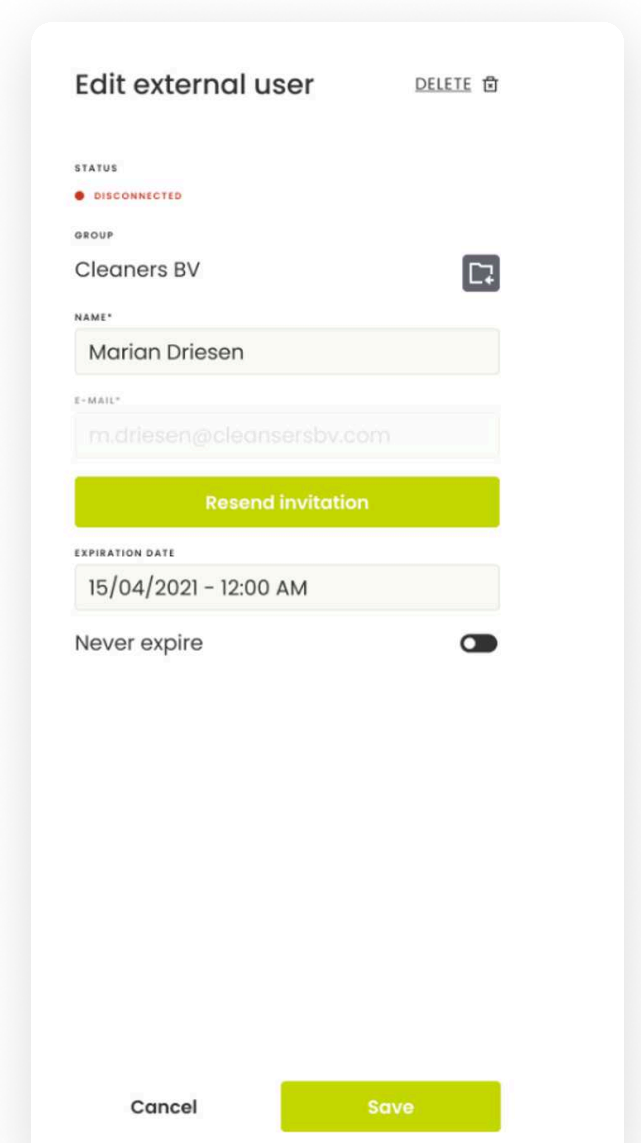 Edit external user
DELETE
STATUS
DISCONNECTED
GROUP
Cleaners BV
NAME*
Marian Driesen
E-MAIL*
m.driesen@cleansersbv.com
Resend invitation
EXPIRATION DATE
15/04/2021 - 12:00 AM
Never expire
Cancel
Save